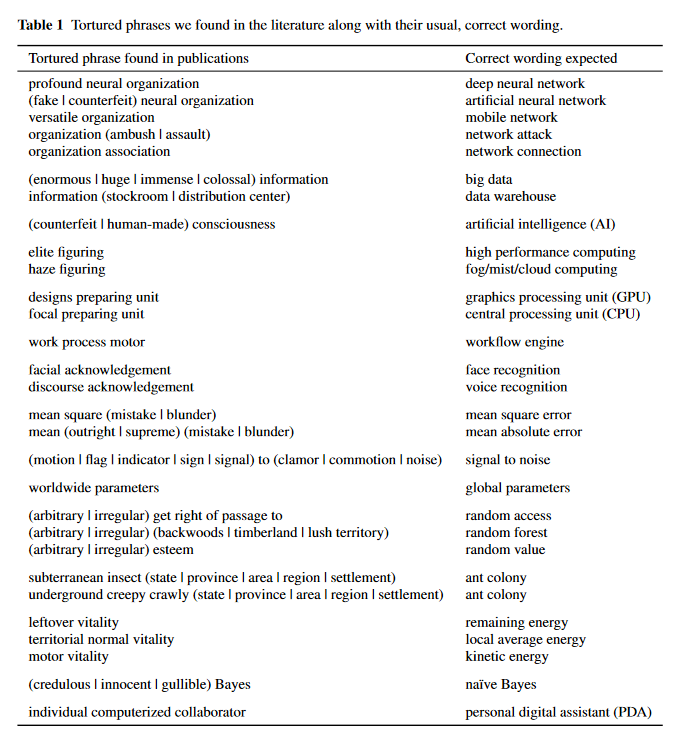 Table 1 Tortured phrases we found in the literature along with their usual, correct wording.
Tortured phrase found in publications Correct wording expected
profound neural organization deep neural network
(fake | counterfeit) neural organization artificial neural network
versatile organization mobile network
organization (ambush | assault) network attack
organization association network connection
(enormous | huge | immense | colossal) information big data
information (stockroom | distribution center) data warehouse
(counterfeit | human-made) consciousness artificial intelligence (AI)
elite figuring high performance computing
haze figuring fog/mist/cloud computing
designs preparing unit graphics processing unit (GPU)
focal preparing unit central processing unit (CPU)
work process motor workflow engine
facial acknowledgement face recognition
discourse acknowledgement voice recognition
mean square (mistake | blunder) mean square error
mean (outright | supreme) (mistake | blunder) mean absolute error
(motion | flag | indicator | sign | signal) to (clamor | commotion | noise) signal to noise
worldwide parameters global parameters
(arbitrary | irregular) get right of passage to random access
(arbitrary | irregular) (backwoods | timberland | lush territory) random forest
(arbitrary | irregular) esteem random value
subterranean insect (state | province | area | region | settlement) ant colony
underground creepy crawly (state | province | area | region | settlement) ant colony
leftover vitality remaining energy
territorial normal vitality local average energy
motor vitality kinetic energy
(credulous | innocent | gullible) Bayes naïve Bayes
individual computerized collaborator personal digital assistant (PDA)